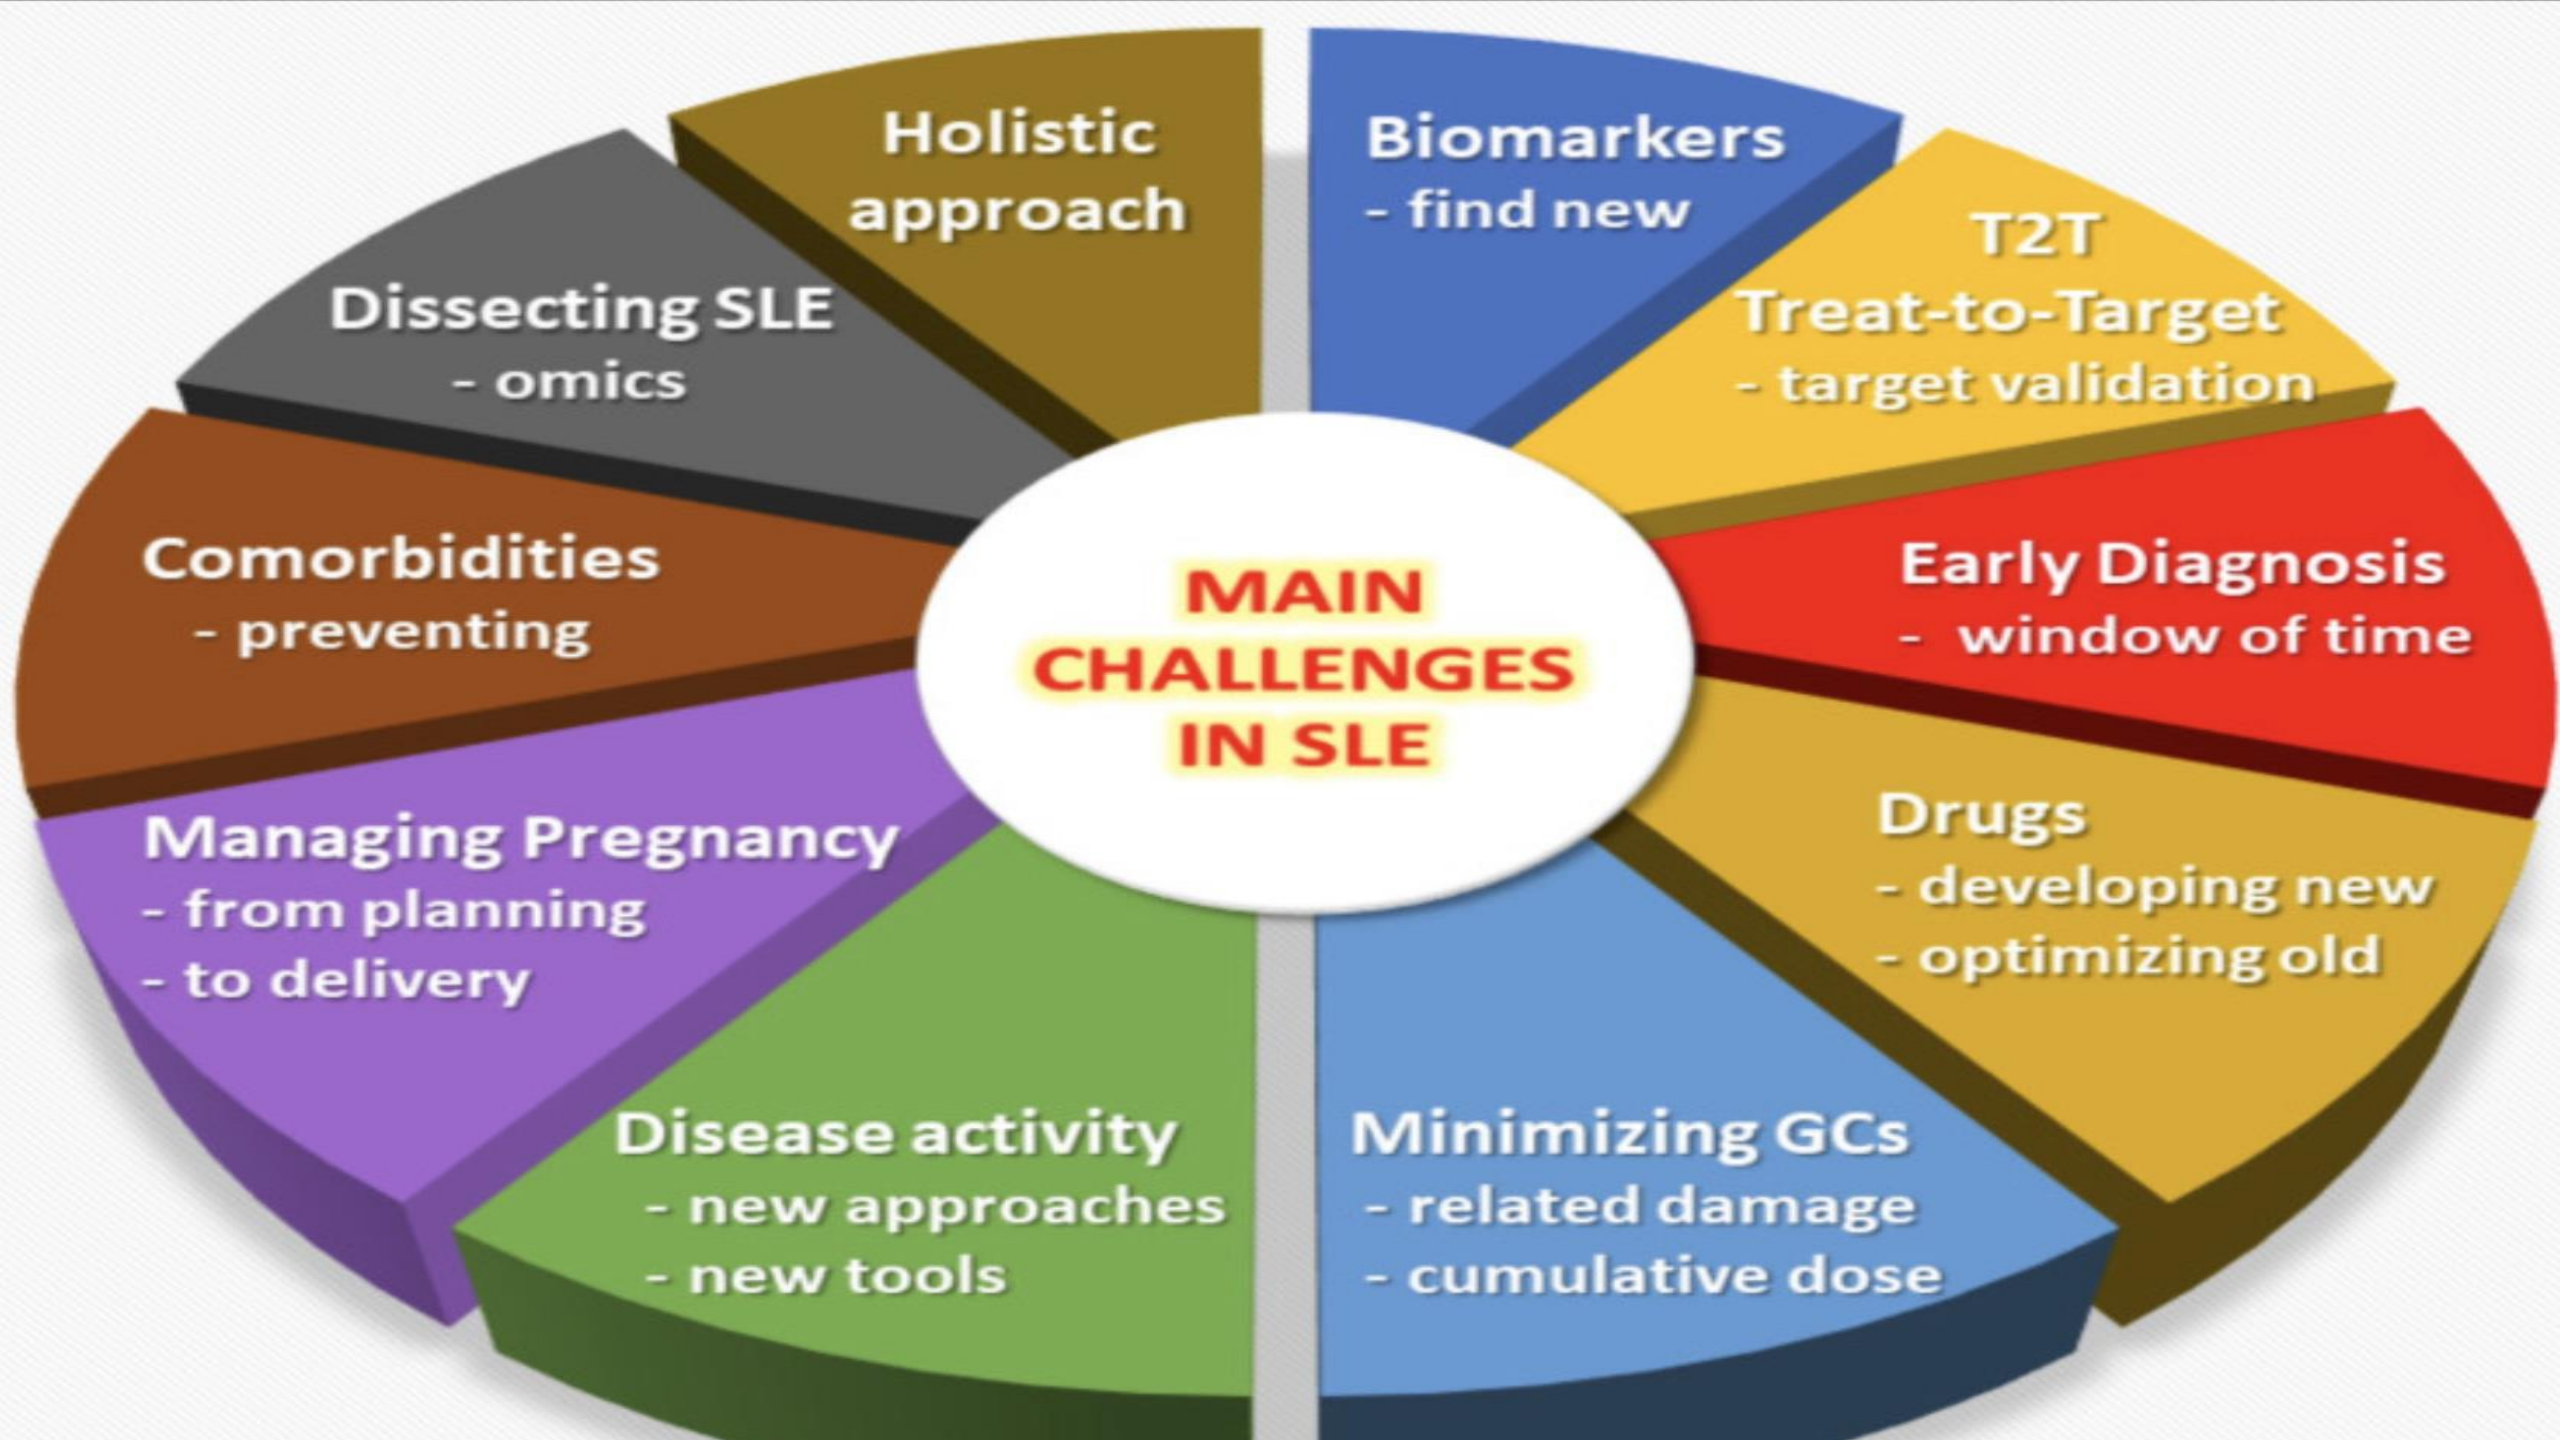 MAIN
CHALLENGES
IN SLE
Biomarkers
- find new
T2T
Treat-to-Target
- target validation
Early Diagnosis
- window of time
Drugs
- developing new
- optimizing old
Minimizing GCs
- related damage
- cumulative dose
Disease activity
- new approaches
- new tools
Managing Pregnancy
- from planning
- to delivery
Comorbidities
- preventing
Dissecting SLE
- omics
Holistic
approach